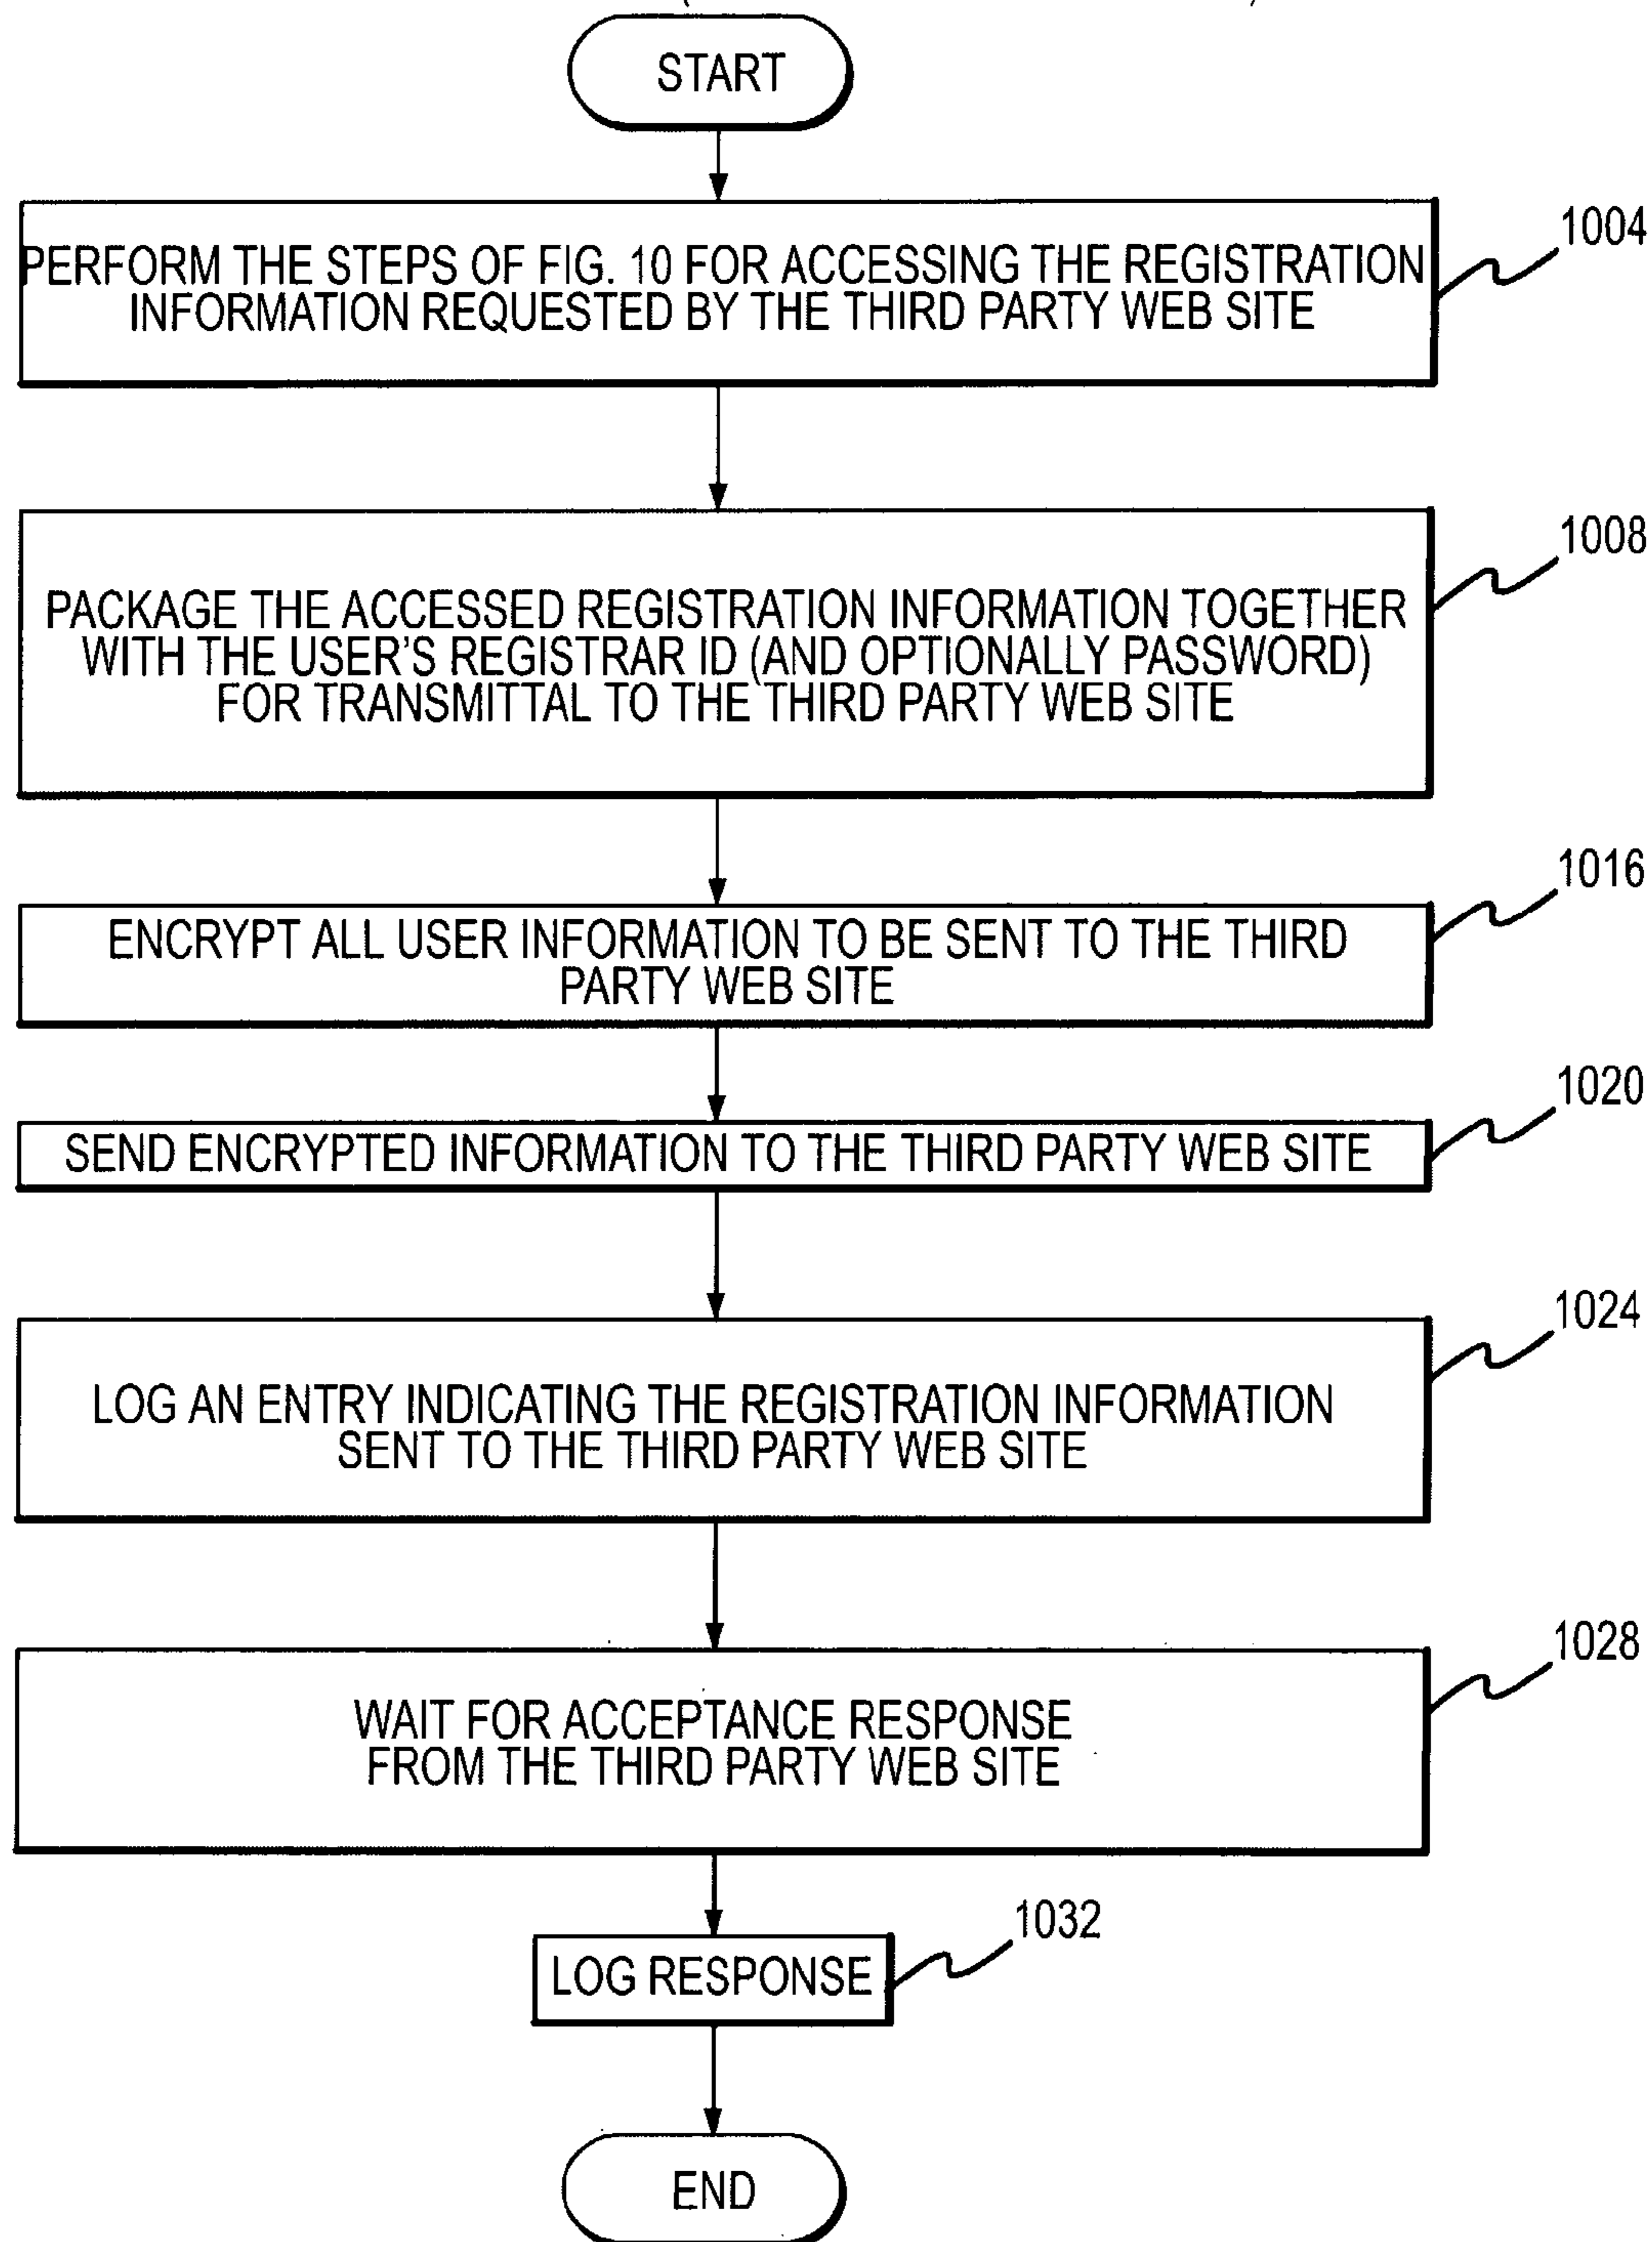 START
1004
PERFORM THE STEPS OF FIG. 10 FOR ACCESSING THE REGISTRATION
INFORMATION REQUESTED BY THE THIRD PARTY WEB SITE
1008
PACKAGE THE ACCESSED REGISTRATION INFORMATION TOGETHER
WITH THE USER'S REGISTRAR ID (AND OPTIONALLY PASSWORD)
FOR TRANSMITTAL TO THE THIRD PARTY WEB SITE
1016
ENCRYPT ALL USER INFORMATION TO BE SENT TO THE THIRD
PARTY WEB SITE
1020
SEND ENCRYPTED INFORMATION TO THE THIRD PARTY WEB SITE
1024
LOG AN ENTRY INDICATING THE REGISTRATION INFORMATION
SENT TO THE THIRD PARTY WEB SITE
1028
WAIT FOR ACCEPTANCE RESPONSE
FROM THE THIRD PARTY WEB SITE
1032
LOG RESPONSE
END